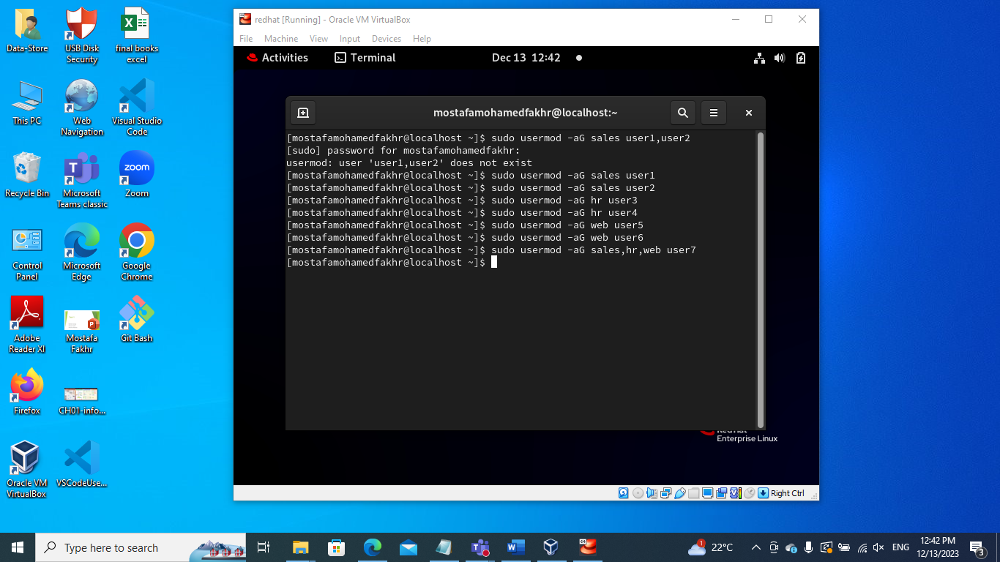 redhat [Running] - Oracle VM VirtualBox
File Machine View Input Devices Help
Activities Terminal Dec 13 12:42
mostafamohamedfakhr@localhost:~
[mostafamohamedfakhr@localhost ~]$ sudo usermod -aG sales user1,user2
[sudo] password for mostafamohamedfakhr:
usermod: user 'user1,user2' does not exist
[mostafamohamedfakhr@localhost ~]$ sudo usermod -aG sales user1
[mostafamohamedfakhr@localhost ~]$ sudo usermod -aG sales user2
[mostafamohamedfakhr@localhost ~]$ sudo usermod -aG hr user3
[mostafamohamedfakhr@localhost ~]$ sudo usermod -aG hr user4
[mostafamohamedfakhr@localhost ~]$ sudo usermod -aG web user5
[mostafamohamedfakhr@localhost ~]$ sudo usermod -aG web user6
[mostafamohamedfakhr@localhost ~]$ sudo usermod -aG sales,hr,web user7
[mostafamohamedfakhr@localhost ~]$
Enterprise Linux
Right Ctrl
Data-Store
USB Disk
Security
final books
excel
This PC
Web
Navigation
Visual Studio
Code
Recycle Bin
Microsoft
Teams classic
zoom
Zoom
Control
Panel
Microsoft
Edge
Google
Chrome
Adobe
Reader XI
Mostafa
Fakhr
Git Bash
Firefox
CH01-info...
Oracle VM
VirtualBox
VSCodeUse...
Type here to search
1
22°C
ENG
12:42 PM
12/13/2023
3